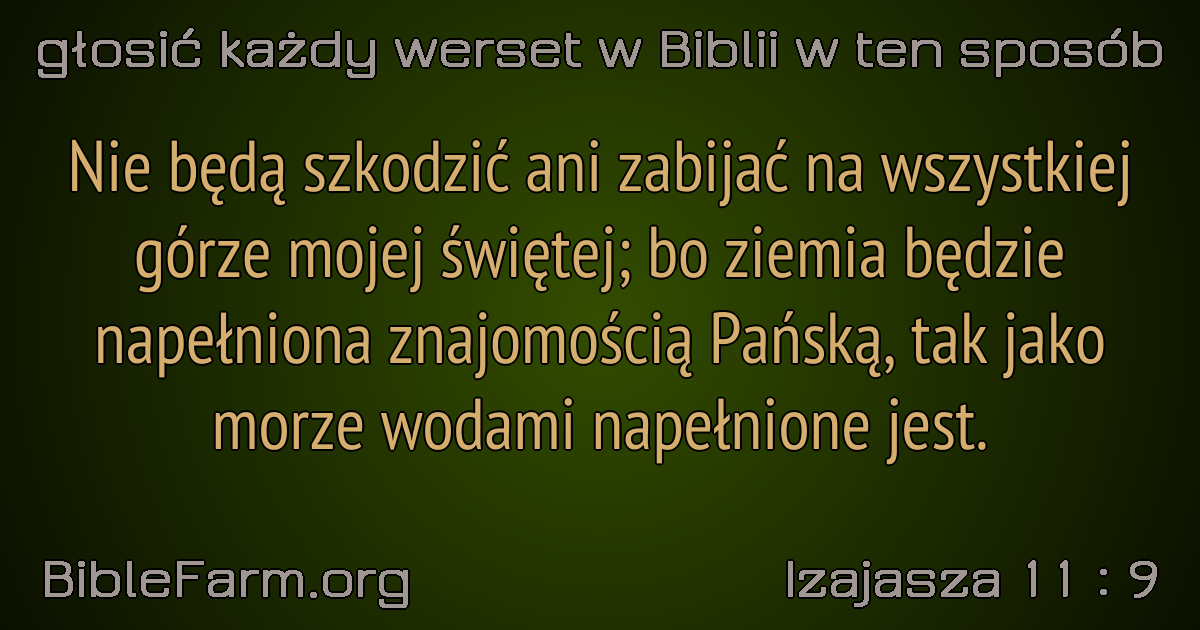 głosić każdy werset w Biblii w ten sposób
Nie będą szkodzić ani zabijać na wszystkiej
górze mojej świętej; bo ziemia będzie
napełniona znajomością Pańską, tak jako
morze wodami napełnione jest.
BibleFarm.org
Izajasza 11 : 9